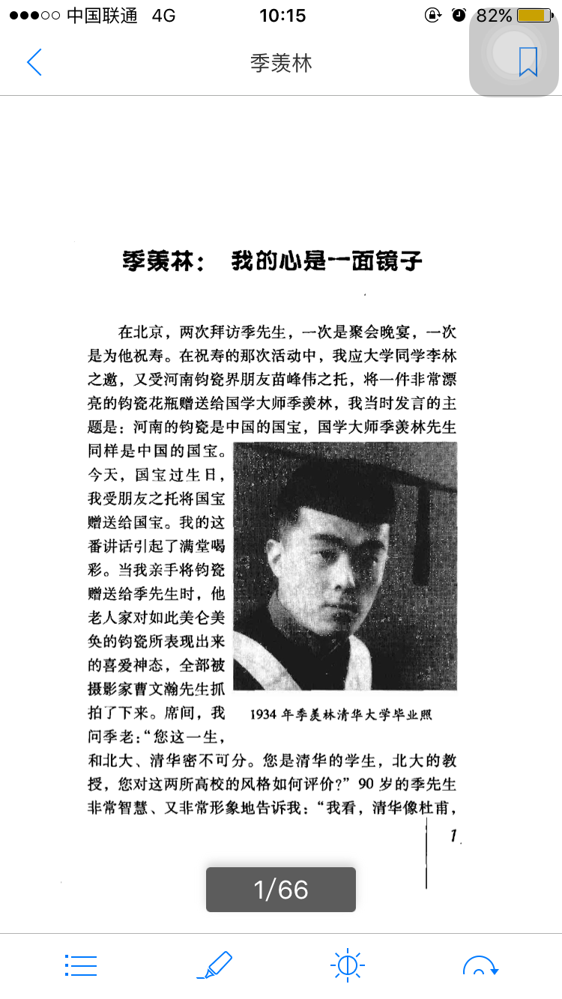 中国联通 4G 10:15 82%
季羡林
季羡林： 我的心是一面镜子
在北京，两次拜访季先生，一次是聚会晚宴，一次
是为他祝寿。在祝寿的那次活动中，我应大学同学李林
之邀，又受河南钧瓷界朋友苗峰伟之托，将一件非常漂
亮的钧瓷花瓶赠送给国学大师季羡林，我当时发言的主
题是：河南的钧瓷是中国的国宝，国学大师季羡林先生
同样是中国的国宝。
今天，国宝过生日，
我受朋友之托将国宝
赠送给国宝。我的这
番讲话引起了满堂喝
彩。当我亲手将钧瓷
赠送给季先生时，他
老人家对如此美仑美
奂的钧瓷所表现出来
的喜爱神态，全部被
摄影家曹文瀚先生抓
拍了下来。席间，我
问季老：“您这一生，
1934 年季羡林清华大学毕业照
和北大、清华密不可分。您是清华的学生，北大的教
授，您对这两所高校的风格如何评价?” 90 岁的季先生
非常智慧、又非常形象地告诉我：“我看，清华像杜甫，
1
1/66